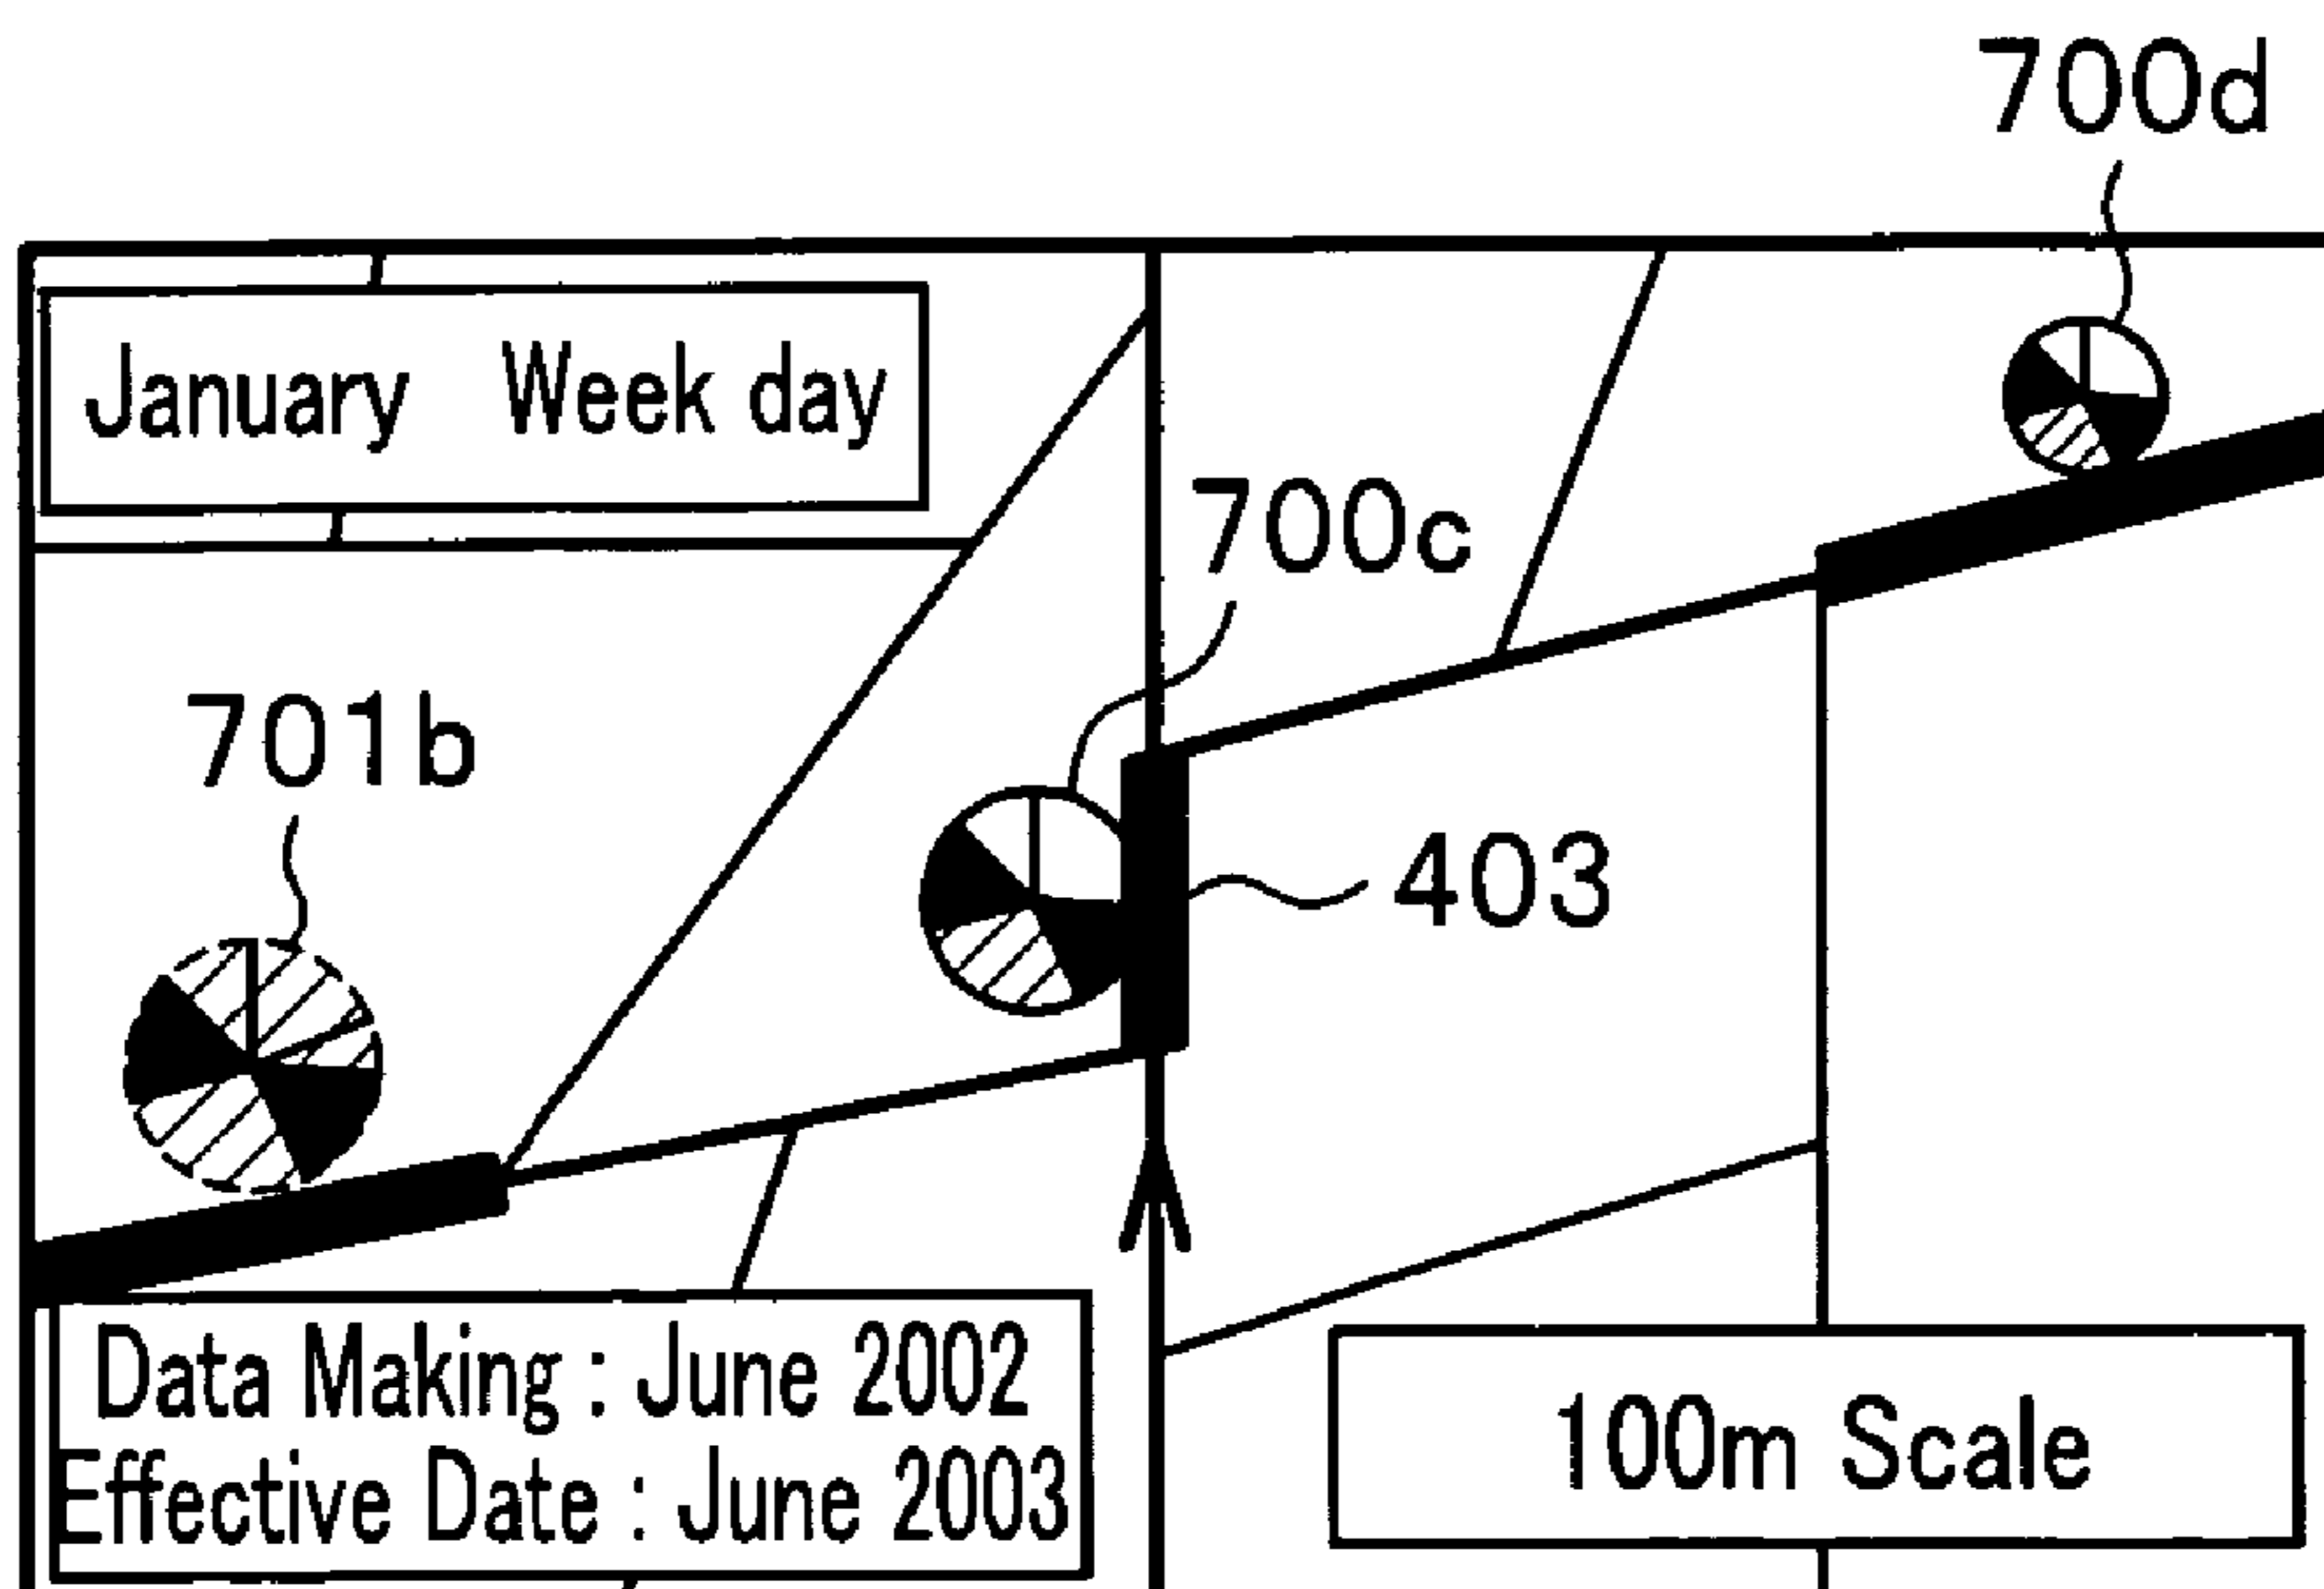 700d
January Week day
700c
701b
403
Data Making : June 2002
Effective Date : June 2003
100m Scale